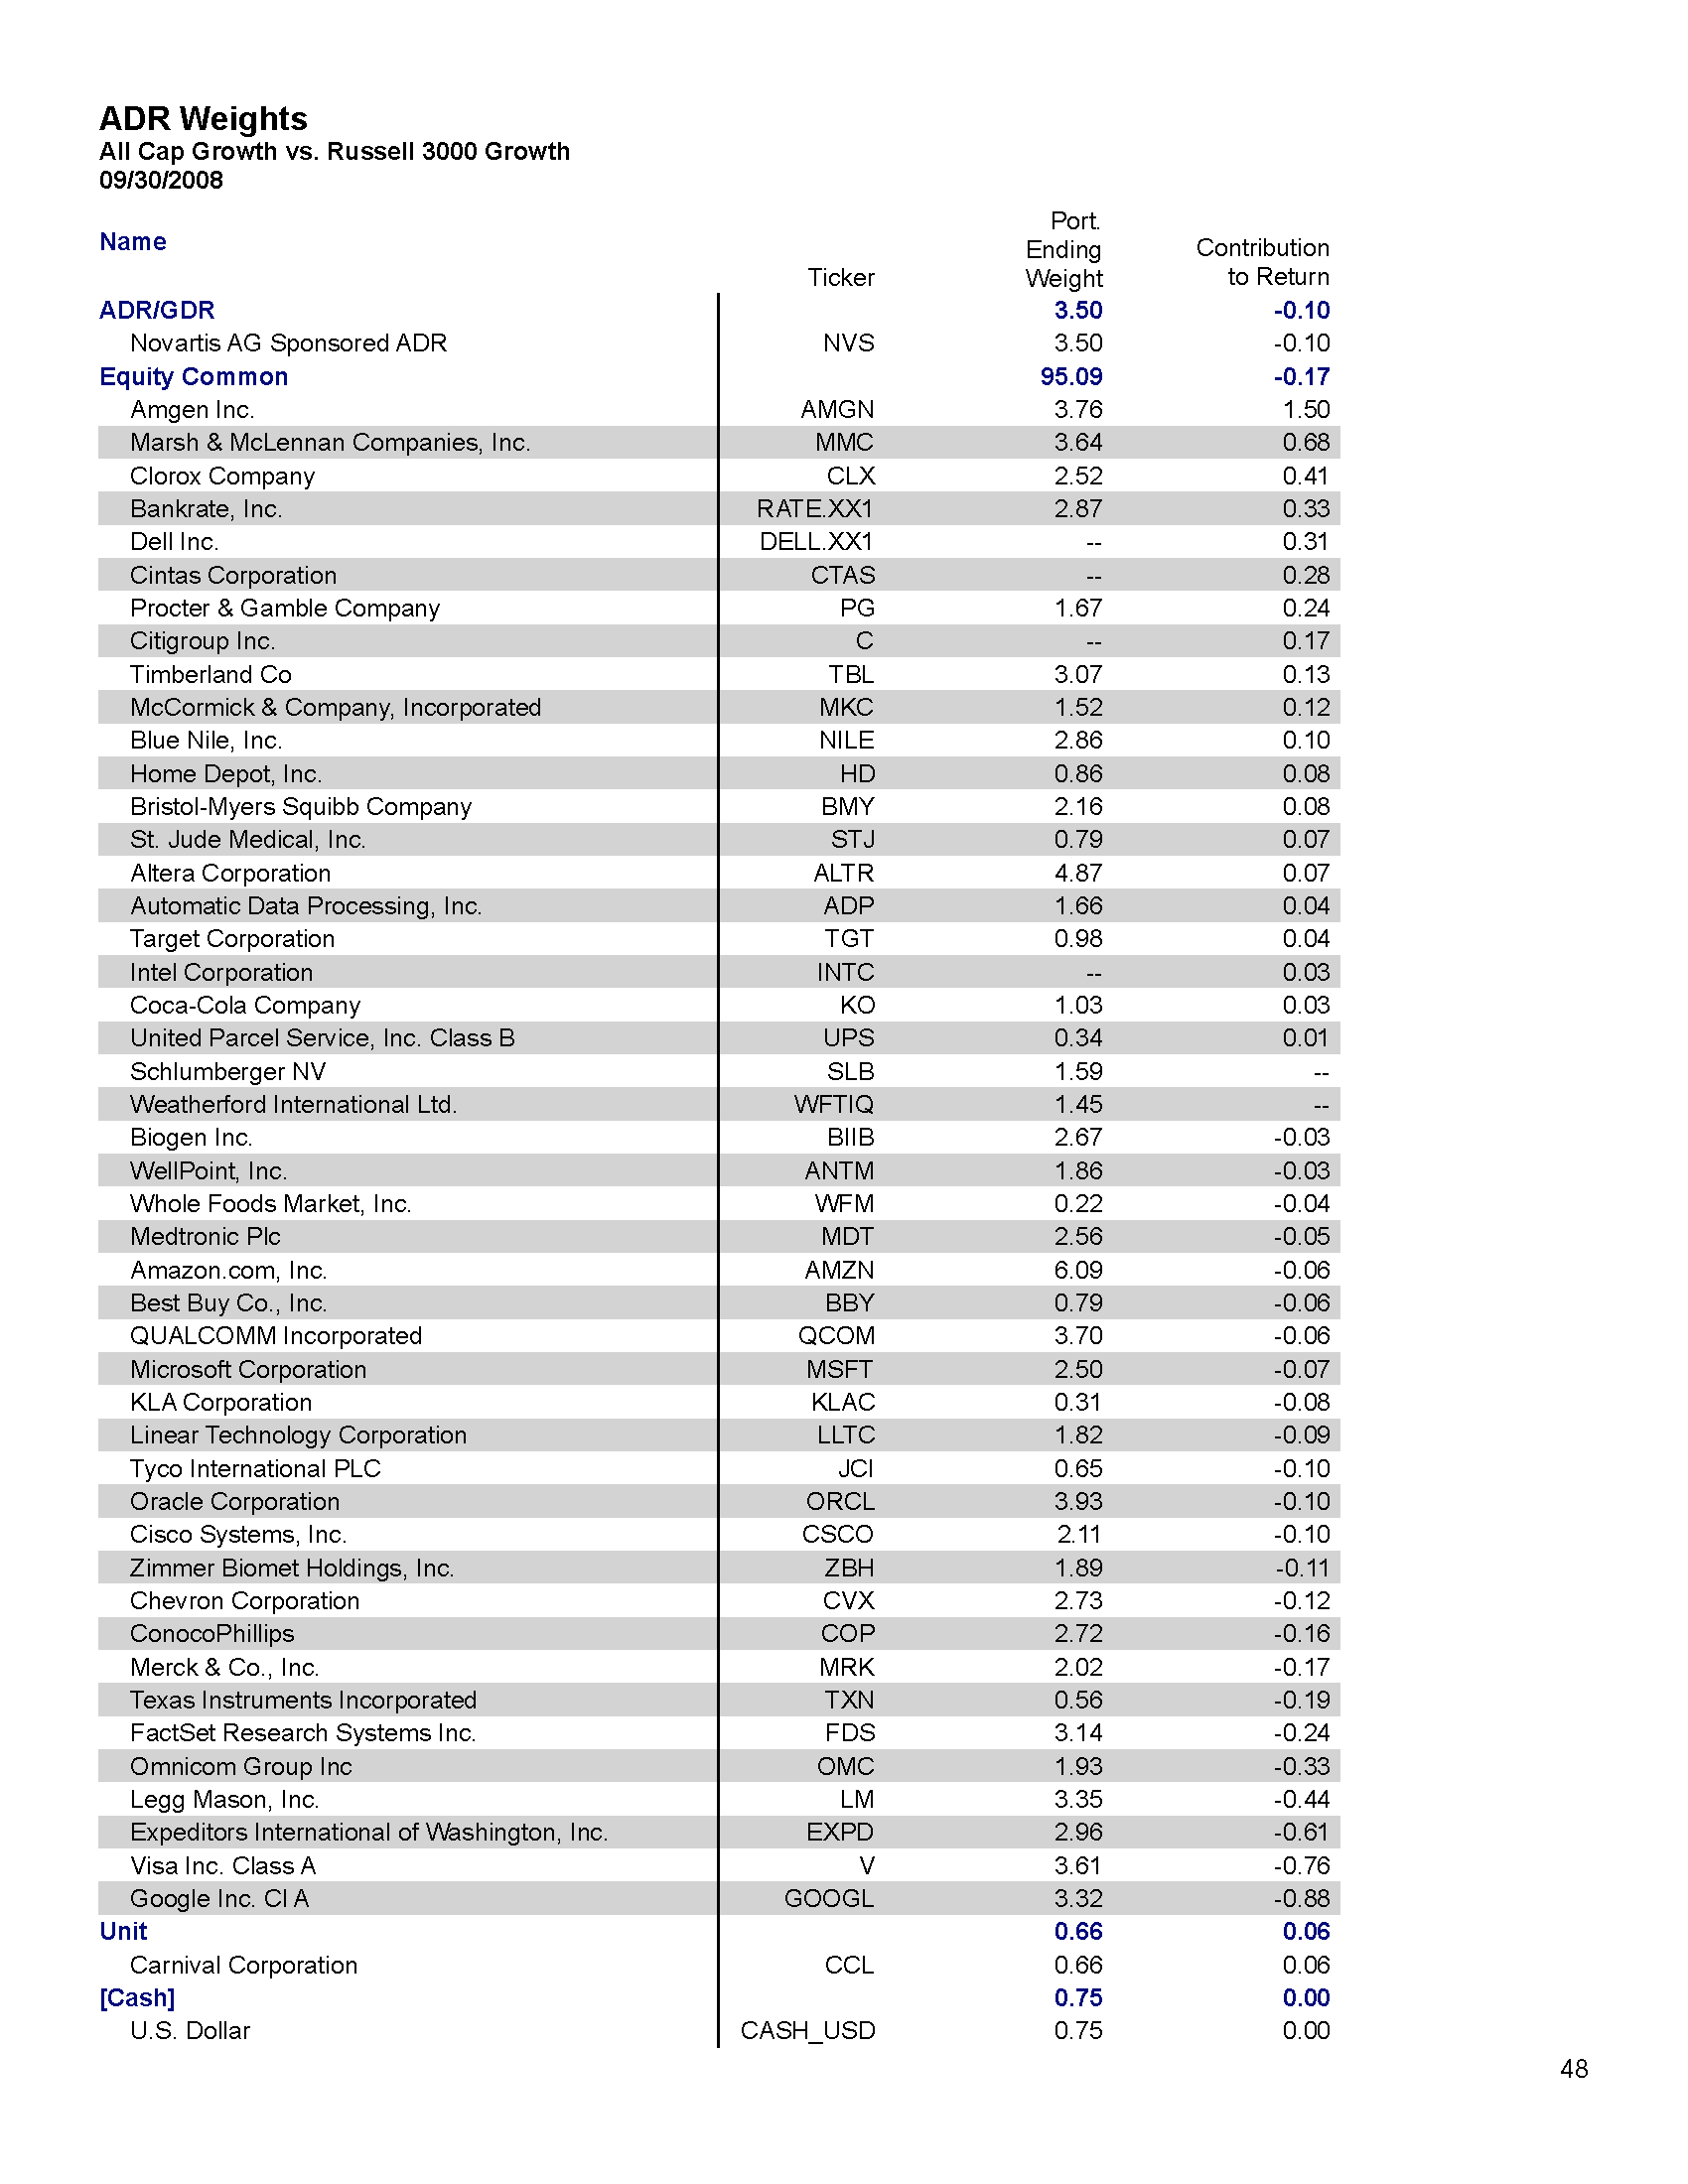 ADR Weights
All Cap Growth vs. Russell 3000 Growth
09/30/2008
Name Ticker Port. Ending Weight Contribution to Return
ADR/GDR 3.50 -0.10
Novartis AG Sponsored ADR NVS 3.50 -0.10
Equity Common 95.09 -0.17
Amgen Inc. AMGN 3.76 1.50
Marsh & McLennan Companies, Inc. MMC 3.64 0.68
Clorox Company CLX 2.52 0.41
Bankrate, Inc. RATE.XX1 2.87 0.33
Dell Inc. DELL.XX1 -- 0.31
Cintas Corporation CTAS -- 0.28
Procter & Gamble Company PG 1.67 0.24
Citigroup Inc. C -- 0.17
Timberland Co TBL 3.07 0.13
McCormick & Company, Incorporated MKC 1.52 0.12
Blue Nile, Inc. NILE 2.86 0.10
Home Depot, Inc. HD 0.86 0.08
Bristol-Myers Squibb Company BMY 2.16 0.08
St. Jude Medical, Inc. STJ 0.79 0.07
Altera Corporation ALTR 4.87 0.07
Automatic Data Processing, Inc. ADP 1.66 0.04
Target Corporation TGT 0.98 0.04
Intel Corporation INTC -- 0.03
Coca-Cola Company KO 1.03 0.03
United Parcel Service, Inc. Class B UPS 0.34 0.01
Schlumberger NV SLB 1.59 --
Weatherford International Ltd. WFTIQ 1.45 --
Biogen Inc. BIIB 2.67 -0.03
WellPoint, Inc. ANTM 1.86 -0.03
Whole Foods Market, Inc. WFM 0.22 -0.04
Medtronic Plc MDT 2.56 -0.05
Amazon.com, Inc. AMZN 6.09 -0.06
Best Buy Co., Inc. BBY 0.79 -0.06
QUALCOMM Incorporated QCOM 3.70 -0.06
Microsoft Corporation MSFT 2.50 -0.07
KLA Corporation KLAC 0.31 -0.08
Linear Technology Corporation LLTC 1.82 -0.09
Tyco International PLC JCI 0.65 -0.10
Oracle Corporation ORCL 3.93 -0.10
Cisco Systems, Inc. CSCO 2.11 -0.10
Zimmer Biomet Holdings, Inc. ZBH 1.89 -0.11
Chevron Corporation CVX 2.73 -0.12
ConocoPhillips COP 2.72 -0.16
Merck & Co., Inc. MRK 2.02 -0.17
Texas Instruments Incorporated TXN 0.56 -0.19
FactSet Research Systems Inc. FDS 3.14 -0.24
Omnicom Group Inc OMC 1.93 -0.33
Legg Mason, Inc. LM 3.35 -0.44
Expeditors International of Washington, Inc. EXPD 2.96 -0.61
Visa Inc. Class A V 3.61 -0.76
Google Inc. Cl A GOOGL 3.32 -0.88
Unit 0.66 0.06
Carnival Corporation CCL 0.66 0.06
[Cash] 0.75 0.00
U.S. Dollar CASH_USD 0.75 0.00
48